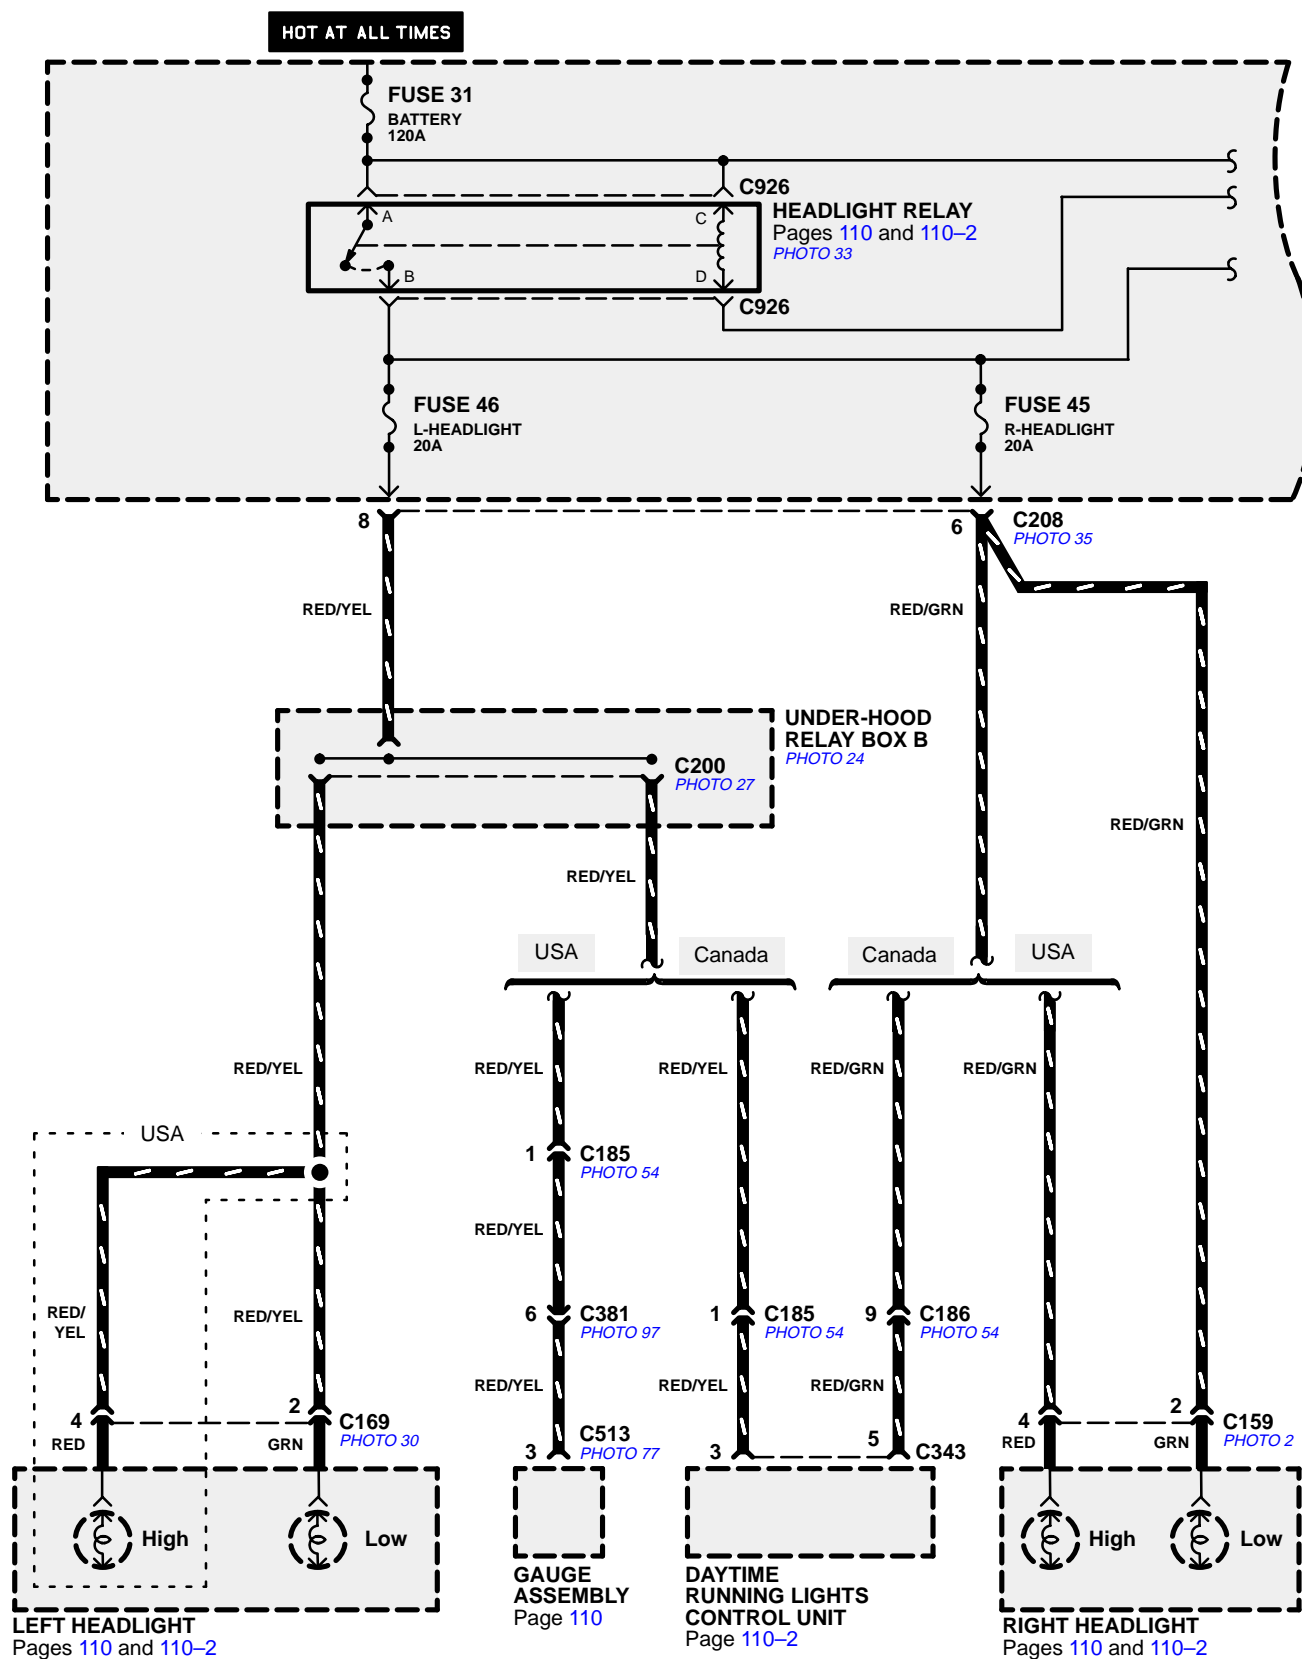 HOT AT ALL TIMES
FUSE 31
BATTERY
120A
C926
A
C
HEADLIGHT RELAY
Pages 110 and 110–2
PHOTO 33
B
D
C926
FUSE 46
L-HEADLIGHT
20A
FUSE 45
R-HEADLIGHT
20A
8
6
C208
PHOTO 35
RED/YEL
RED/GRN
UNDER-HOOD
RELAY BOX B
PHOTO 24
C200
PHOTO 27
RED/GRN
RED/YEL
USA
Canada
Canada
USA
RED/YEL
RED/YEL
RED/YEL
RED/GRN
RED/GRN
USA
1
C185
PHOTO 54
RED/YEL
RED/
YEL
RED/YEL
6
C381
PHOTO 97
1
C185
PHOTO 54
9
C186
PHOTO 54
RED/YEL
RED/YEL
RED/GRN
4
RED
2
GRN
C169
PHOTO 30
3
C513
PHOTO 77
3
5
C343
4
RED
2
GRN
C159
PHOTO 2
High
Low
High
Low
GAUGE
ASSEMBLY
Page 110
DAYTIME
RUNNING LIGHTS
CONTROL UNIT
Page 110–2
LEFT HEADLIGHT
Pages 110 and 110–2
RIGHT HEADLIGHT
Pages 110 and 110–2